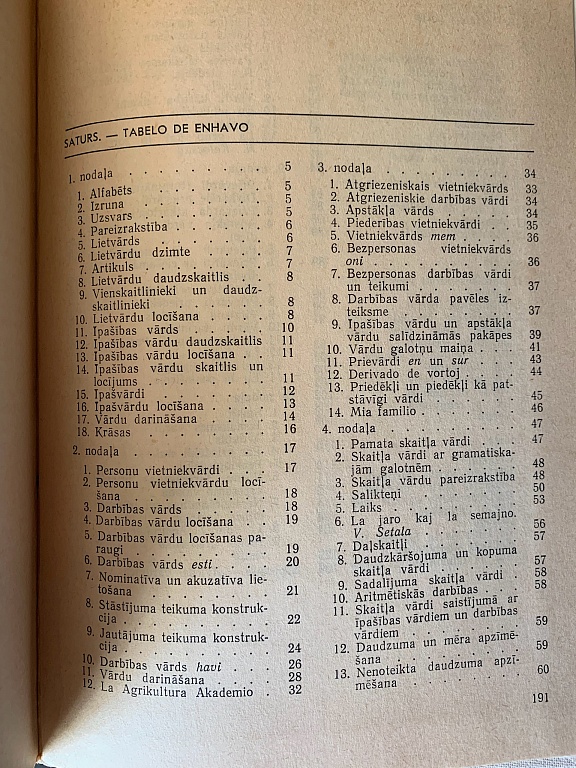 SATURS. — TABELO DE ENHAVO
1. nodaļa . . . . . . . . . 5
1. Alfabēts . . . . . . . 5
2. Izruna . . . . . . . . 5
3. Uzsvars . . . . . . . 5
4. Pareizrakstība . . . . . 6
5. Lietvārds . . . . . . . 6
6. Lietvārdu dzimte . . . . 7
7. Artikuls . . . . . . . 7
8. Lietvārdu daudzskaitlis . . 8
9. Vienskaitlinieki un daudz-
skaitlinieki . . . . . . 8
10. Lietvārdu locīšana . . . 8
11. Īpašības vārds . . . . . 10
12. Īpašības vārdu daudzskaitlis 11
13. Īpašības vārdu locīšana . . 11
14. Īpašības vārdu skaitlis un
locījums . . . . . . . 11
15. Īpašvārdi . . . . . . . 12
16. Īpašvārdu locīšana . . . . 13
17. Vārdu darināšana . . . . 14
18. Krāsas . . . . . . . . 16
2. nodaļa . . . . . . . . . 17
1. Personu vietniekvārdi . . . 17
2. Personu vietniekvārdu locī-
šana . . . . . . . . . 18
3. Darbības vārds . . . . . 18
4. Darbības vārdu locīšana . . 19
5. Darbības vārdu locīšanas pa-
raugi . . . . . . . . . 19
6. Darbības vārds esti . . . . 20
7. Nominatīva un akuzatīva lie-
tošana . . . . . . . . 21
8. Stāstījuma teikuma konstruk-
cija . . . . . . . . . 22
9. Jautājuma teikuma konstruk-
cija . . . . . . . . . 24
10. Darbības vārds havi . . . . 26
11. Vārdu darināšana . . . . 28
12. La Agrikultura Akademio . 32
3. nodaļa . . . . . . . . . 34
1. Atgriezeniskais vietniekvārds 33
2. Atgriezeniskie darbības vārdi 34
3. Apstākļa vārds . . . . . 34
4. Piederības vietniekvārdi . . 35
5. Vietniekvārds mem . . . . 36
6. Bezpersonas vietniekvārds
oni . . . . . . . . . 36
7. Bezpersonas darbības vārdi
un teikumi . . . . . . . 37
8. Darbības vārda pavēles iz-
teiksme . . . . . . . . 37
9. Īpašības vārdu un apstākļa
vārdu salīdzināmās pakāpes 39
10. Vārdu galotņu maiņa . . . 41
11. Prievārdi en un sur . . . 43
12. Derivado de vortoj . . . . 44
13. Priedēkļi un piedēkļi kā pat-
stāvīgi vārdi . . . . . . 45
14. Mia familio . . . . . . . 46
4. nodaļa . . . . . . . . . 47
1. Pamata skaitļa vārdi . . . 47
2. Skaitļa vārdi ar gramatiska-
jām galotnēm . . . . . . 48
3. Skaitļa vārdu pareizrakstība 48
4. Salikteņi . . . . . . . 50
5. Laiks . . . . . . . . 53
6. La jaro kaj la semajno.
V. Šetala . . . . . . . 56
7. Daļskaitļi . . . . . . . 57
8. Daudzkāršojuma un kopuma
skaitļa vārdi . . . . . . 57
9. Sadalījuma skaitļa vārdi . 58
10. Aritmētiskās darbības . . . 58
11. Skaitļa vārdi saistījumā ar
īpašības vārdiem un darbības
vārdiem . . . . . . . . 59
12. Daudzuma un mēra apzīmē-
šana . . . . . . . . . 59
13. Nenoteikta daudzuma apzī-
mēšana . . . . . . . . 60
191